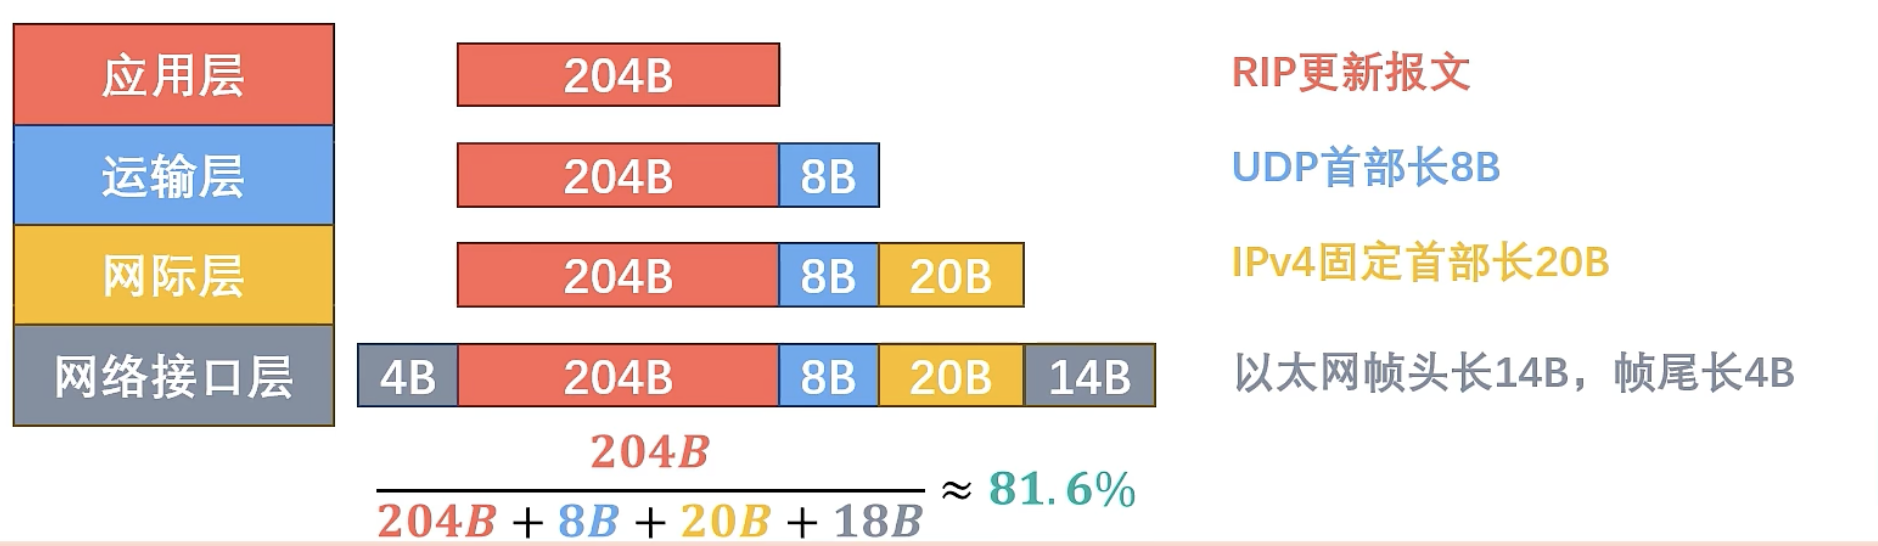 应用层 204B RIP更新报文
运输层 204B 8B UDP首部长8B
网际层 204B 8B 20B IPv4固定首部长20B
网络接口层 4B 204B 8B 20B 14B 以太网帧头长14B，帧尾长4B
204B
204B + 8B + 20B + 18B ≈ 81.6%